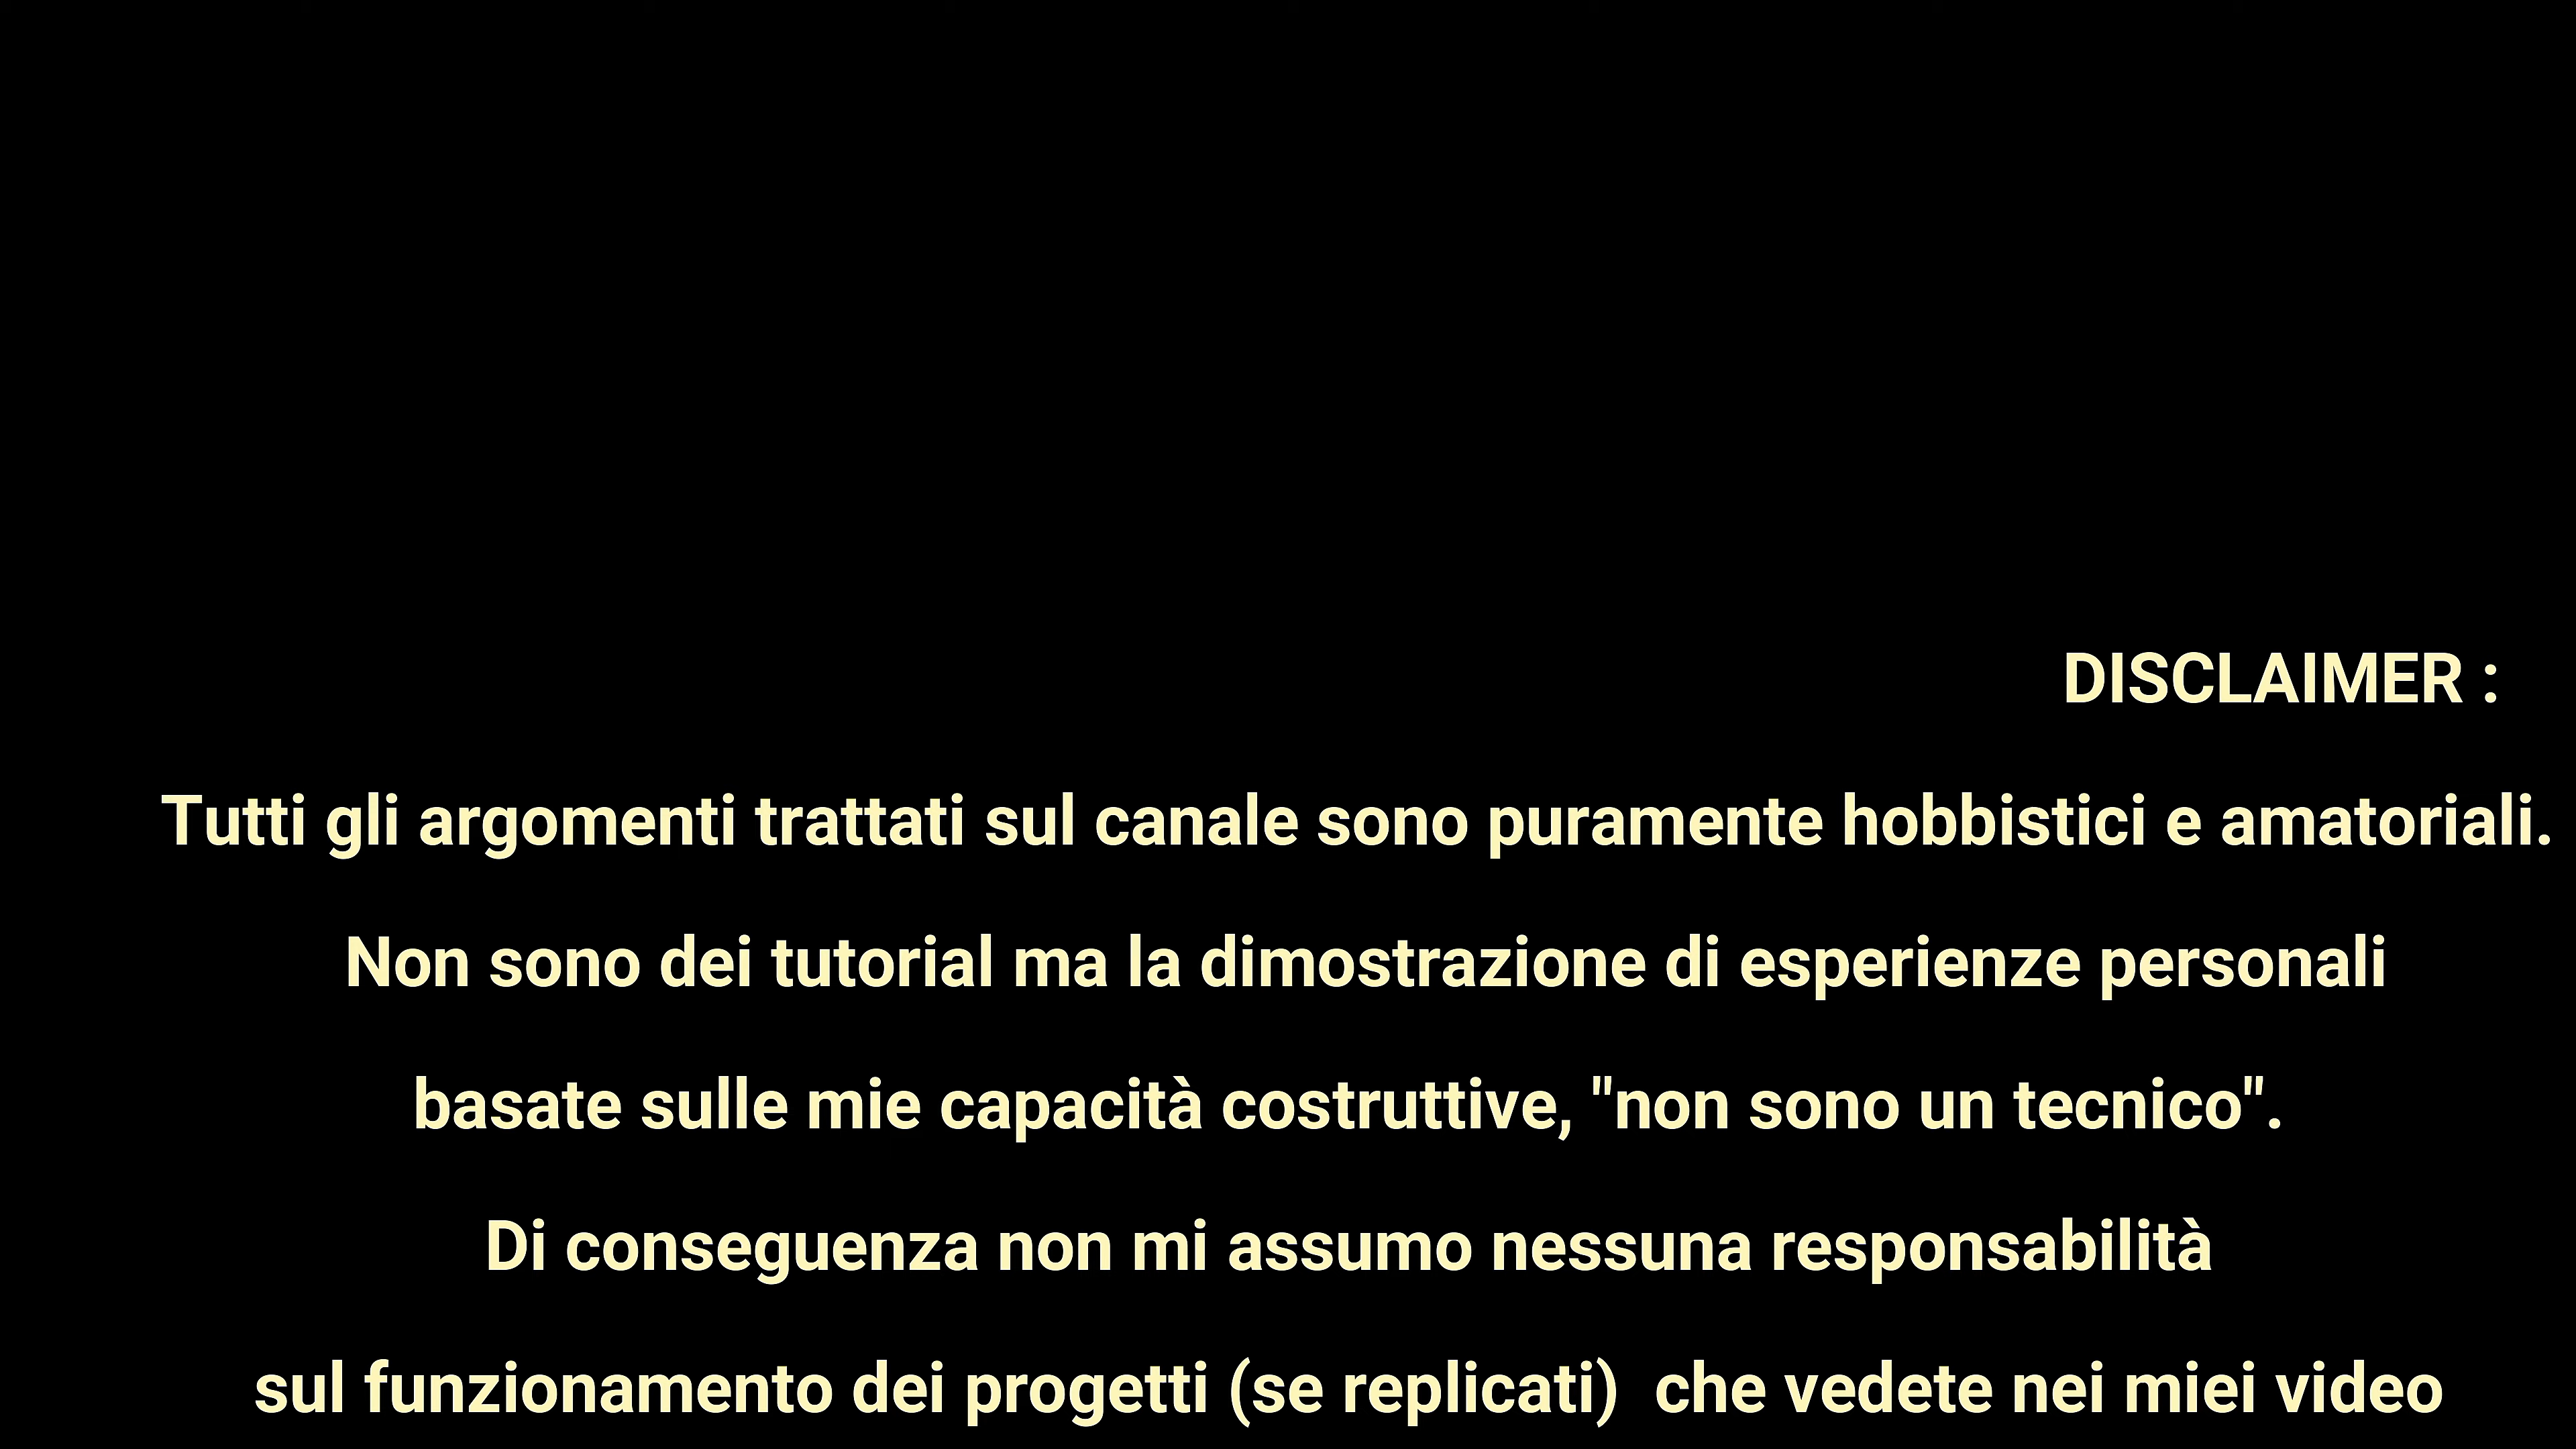 DISCLAIMER :
Tutti gli argomenti trattati sul canale sono puramente hobbistici e amatoriali.
Non sono dei tutorial ma la dimostrazione di esperienze personali
basate sulle mie capacità costruttive, "non sono un tecnico".
Di conseguenza non mi assumo nessuna responsabilità
sul funzionamento dei progetti (se replicati)  che vedete nei miei video